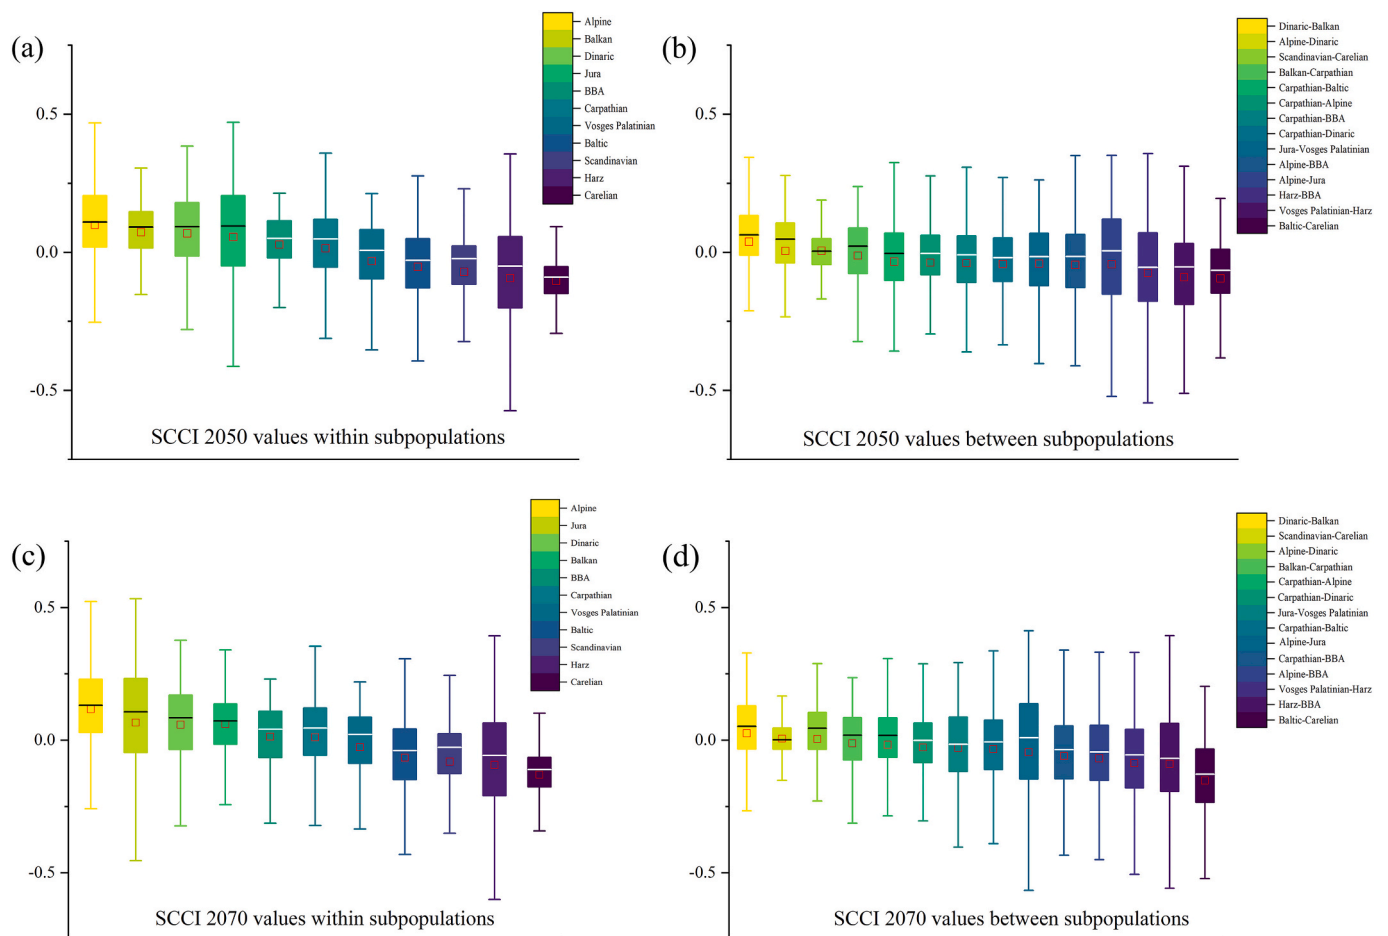 (a)
0.5
0.0
-0.5
SCCI 2050 values within subpopulations
Alpine
Balkan
Dinaric
Jura
BBA
Carpathian
Vosges Palatinian
Baltic
Scandinavian
Harz
Carelian
(b)
0.5
0.0
-0.5
SCCI 2050 values between subpopulations
Dinaric-Balkan
Alpine-Dinaric
Scandinavian-Carelian
Balkan-Carpathian
Carpathian-Baltic
Carpathian-Alpine
Carpathian-BBA
Carpathian-Dinaric
Jura-Vosges Palatinian
Alpine-BBA
Alpine-Jura
Harz-BBA
Vosges Palatinian-Harz
Baltic-Carelian
(c)
0.5
0.0
-0.5
SCCI 2070 values within subpopulations
Alpine
Jura
Dinaric
Balkan
BBA
Carpathian
Vosges Palatinian
Baltic
Scandinavian
Harz
Carelian
(d)
0.5
0.0
-0.5
SCCI 2070 values between subpopulations
Dinaric-Balkan
Scandinavian-Carelian
Alpine-Dinaric
Balkan-Carpathian
Carpathian-Alpine
Carpathian-Dinaric
Jura-Vosges Palatinian
Carpathian-Baltic
Alpine-Jura
Carpathian-BBA
Alpine-BBA
Vosges Palatinian-Harz
Harz-BBA
Baltic-Carelian